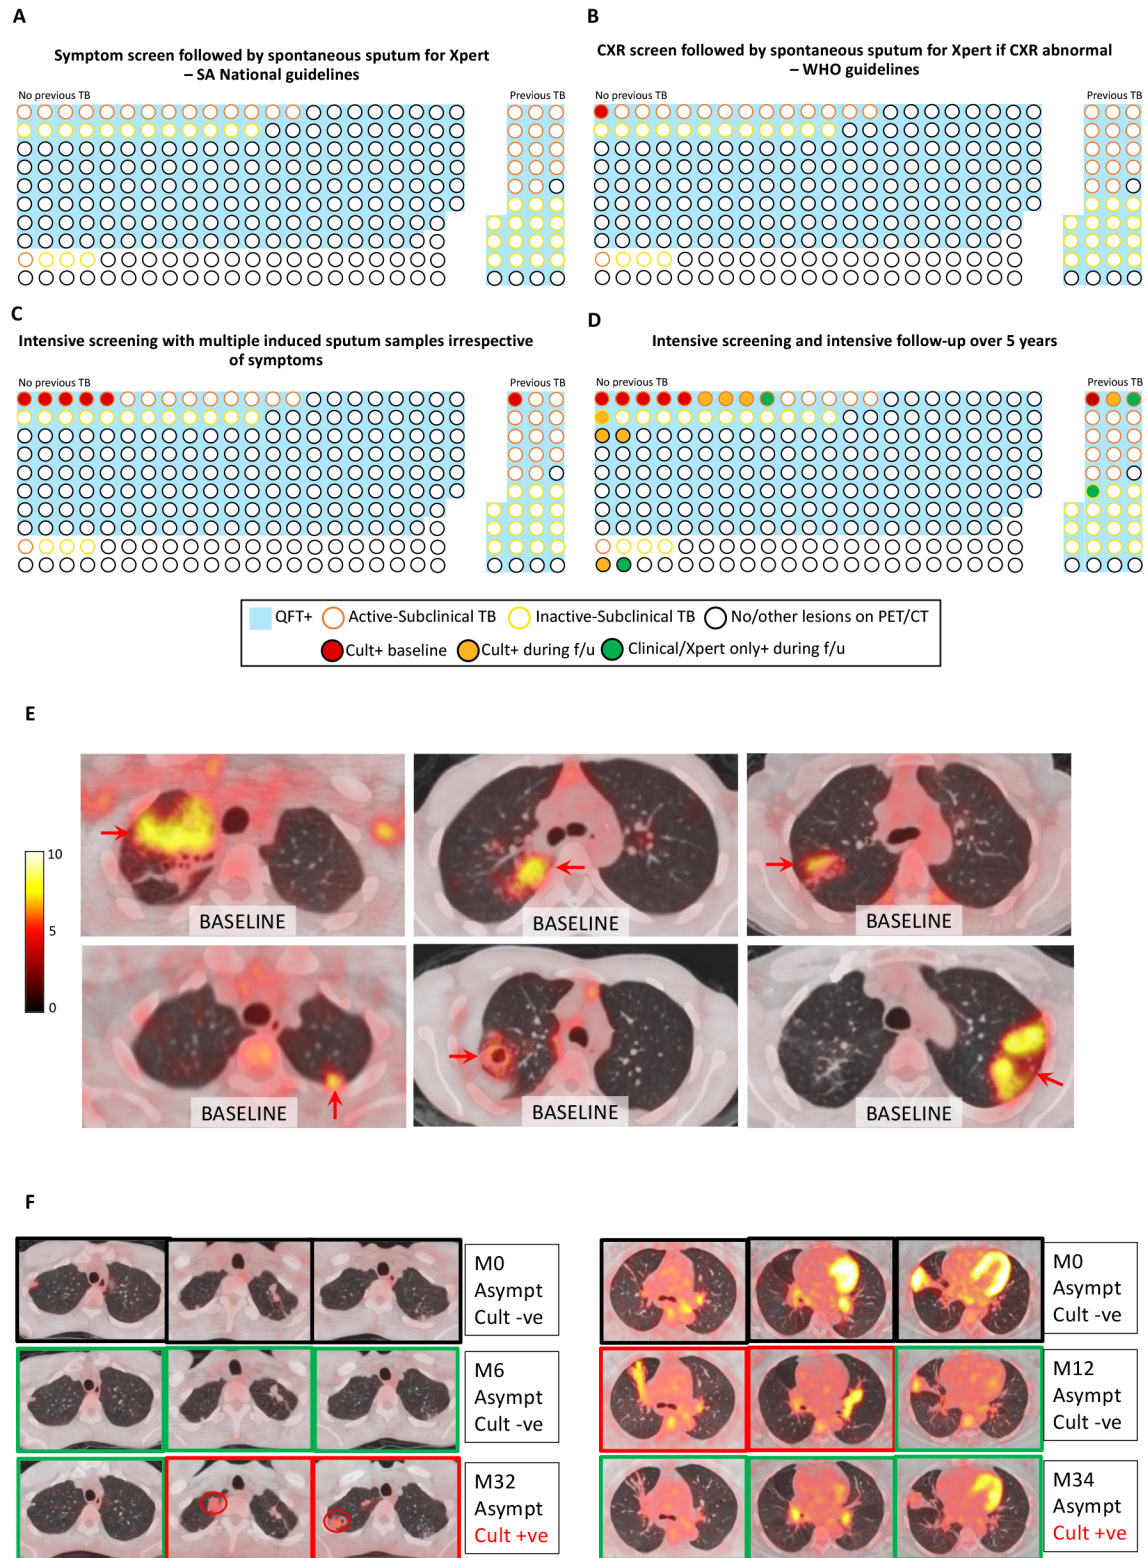 A
Symptom screen followed by spontaneous sputum for Xpert
– SA National guidelines
No previous TB
Previous TB
B
CXR screen followed by spontaneous sputum for Xpert if CXR abnormal
– WHO guidelines
No previous TB
Previous TB
C
Intensive screening with multiple induced sputum samples irrespective
of symptoms
No previous TB
Previous TB
D
Intensive screening and intensive follow-up over 5 years
No previous TB
Previous TB
QFT+
Active-Subclinical TB
Inactive-Subclinical TB
No/other lesions on PET/CT
Cult+ baseline
Cult+ during f/u
Clinical/Xpert only+ during f/u
E
10
5
0
BASELINE
BASELINE
BASELINE
BASELINE
BASELINE
BASELINE
F
M0
Asympt
Cult -ve
M6
Asympt
Cult -ve
M32
Asympt
Cult +ve
M0
Asympt
Cult -ve
M12
Asympt
Cult -ve
M34
Asympt
Cult +ve